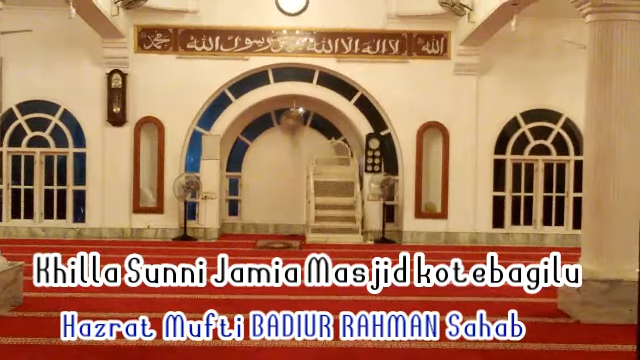 الله لا اله الا الله محمد رسول الله محمد
Khilla Sunni Jamia Masjid kotebagilu
Hazrat Mufti BADIUR RAHMAN Sahab